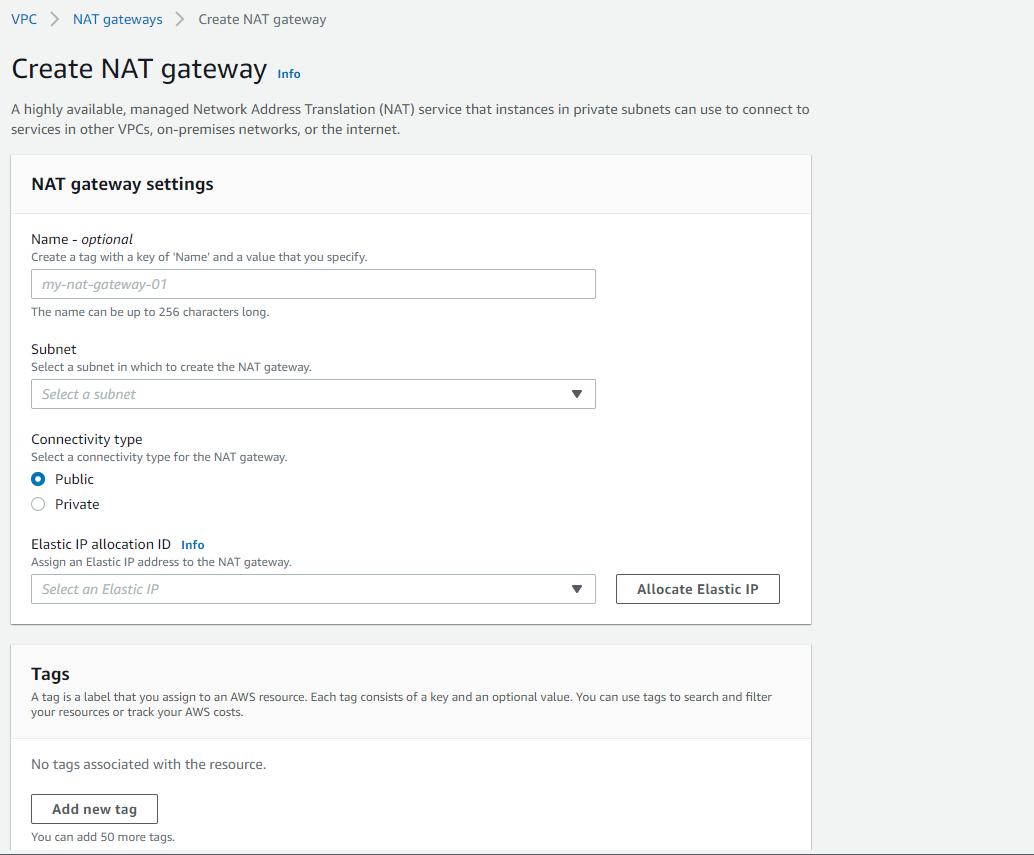 VPC > NAT gateways > Create NAT gateway
Create NAT gateway Info
A highly available, managed Network Address Translation (NAT) service that instances in private subnets can use to connect to
services in other VPCs, on-premises networks, or the internet.
NAT gateway settings
Name - optional
Create a tag with a key of 'Name' and a value that you specify.
my-nat-gateway-01
The name can be up to 256 characters long.
Subnet
Select a subnet in which to create the NAT gateway.
Select a subnet
Connectivity type
Select a connectivity type for the NAT gateway.
Public
Private
Elastic IP allocation ID Info
Assign an Elastic IP address to the NAT gateway.
Select an Elastic IP
Allocate Elastic IP
Tags
A tag is a label that you assign to an AWS resource. Each tag consists of a key and an optional value. You can use tags to search and filter
your resources or track your AWS costs.
No tags associated with the resource.
Add new tag
You can add 50 more tags.